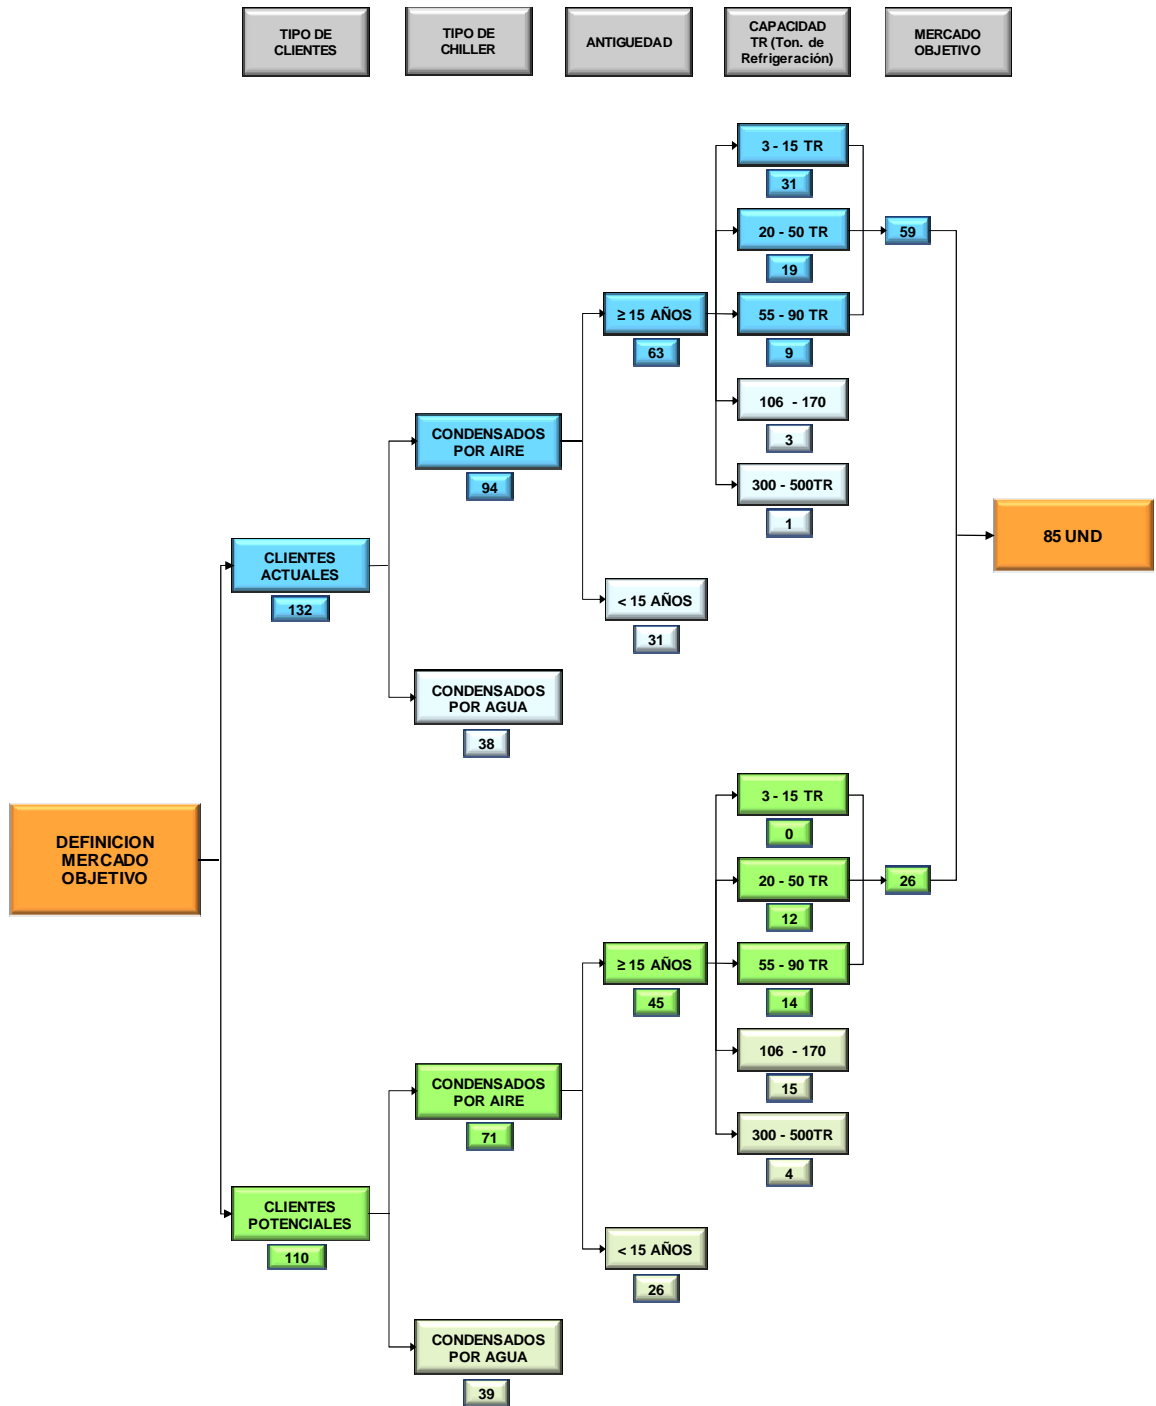 TIPO DE
CLIENTES
TIPO DE
CHILLER
ANTIGUEDAD
CAPACIDAD
TR (Ton. de
Refrigeración)
MERCADO
OBJETIVO
3 - 15 TR
31
20 - 50 TR
19
59
≥ 15 AÑOS
63
55 - 90 TR
9
106 - 170
3
CONDENSADOS
POR AIRE
94
300 - 500TR
1
85 UND
CLIENTES
ACTUALES
132
< 15 AÑOS
31
CONDENSADOS
POR AGUA
38
DEFINICION
MERCADO
OBJETIVO
3 - 15 TR
0
20 - 50 TR
12
26
≥ 15 AÑOS
45
55 - 90 TR
14
106 - 170
15
CONDENSADOS
POR AIRE
71
300 - 500TR
4
CLIENTES
POTENCIALES
110
< 15 AÑOS
26
CONDENSADOS
POR AGUA
39